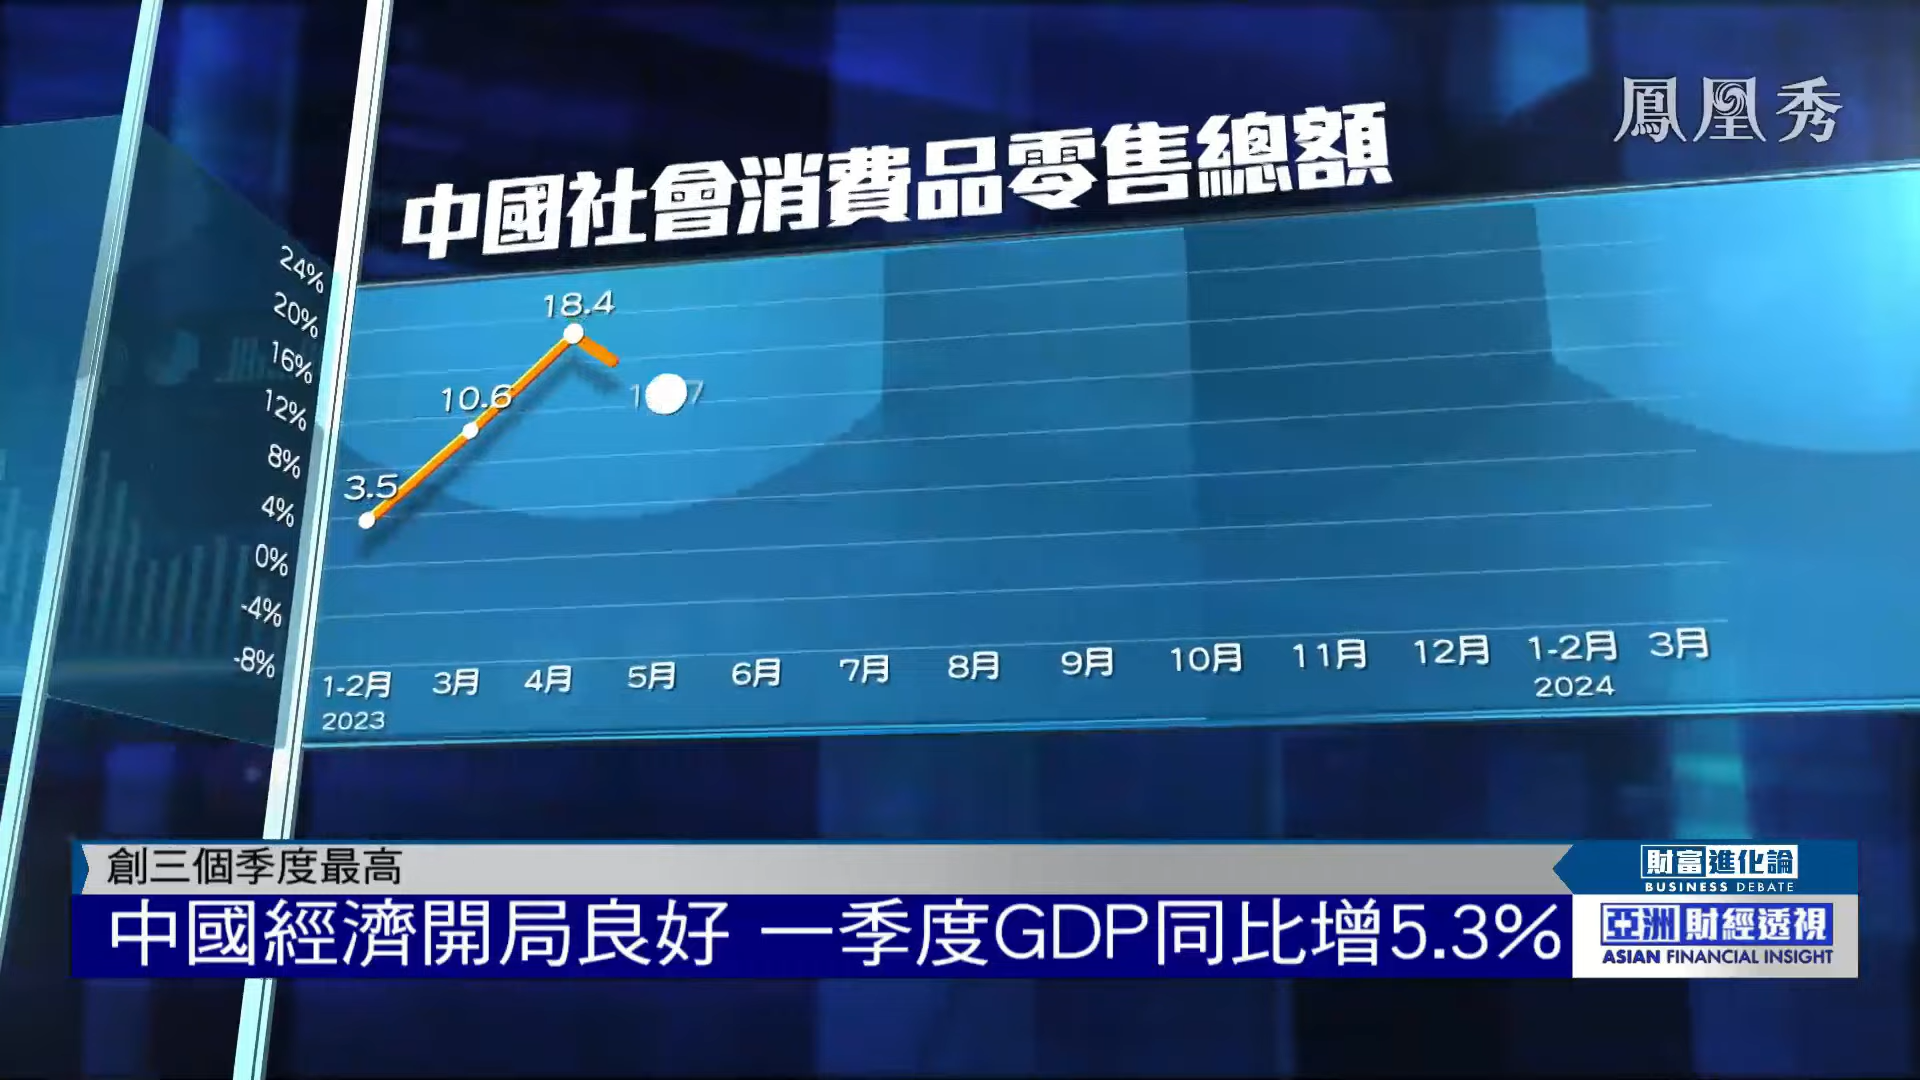 鳳凰秀
中國社會消費品零售總額
24%
20%
16%
12%
8%
4%
0%
-4%
-8%
3.5
10.6
18.4
1-2月
3月
4月
5月
6月
7月
8月
9月
10月
11月
12月
1-2月
3月
2023
2024
創三個季度最高
中國經濟開局良好 一季度GDP同比增5.3%
財富進化論
BUSINESS DEBATE
亞洲財經透視
ASIAN FINANCIAL INSIGHT